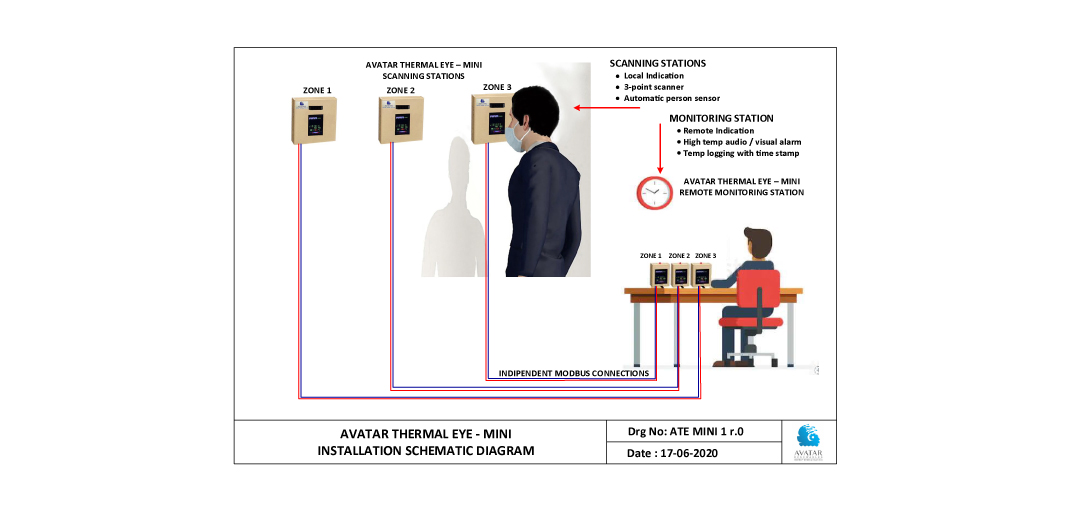 AVATAR THERMAL EYE – MINI
SCANNING STATIONS
ZONE 1
ZONE 2
ZONE 3
SCANNING STATIONS
● Local Indication
● 3-point scanner
● Automatic person sensor
MONITORING STATION
● Remote Indication
● High temp audio / visual alarm
● Temp logging with time stamp
AVATAR THERMAL EYE – MINI
REMOTE MONITORING STATION
ZONE 1
ZONE 2
ZONE 3
INDIPENDENT MODBUS CONNECTIONS
AVATAR THERMAL EYE - MINI
INSTALLATION SCHEMATIC DIAGRAM
Drg No: ATE MINI 1 r.0
Date : 17-06-2020
AVATAR